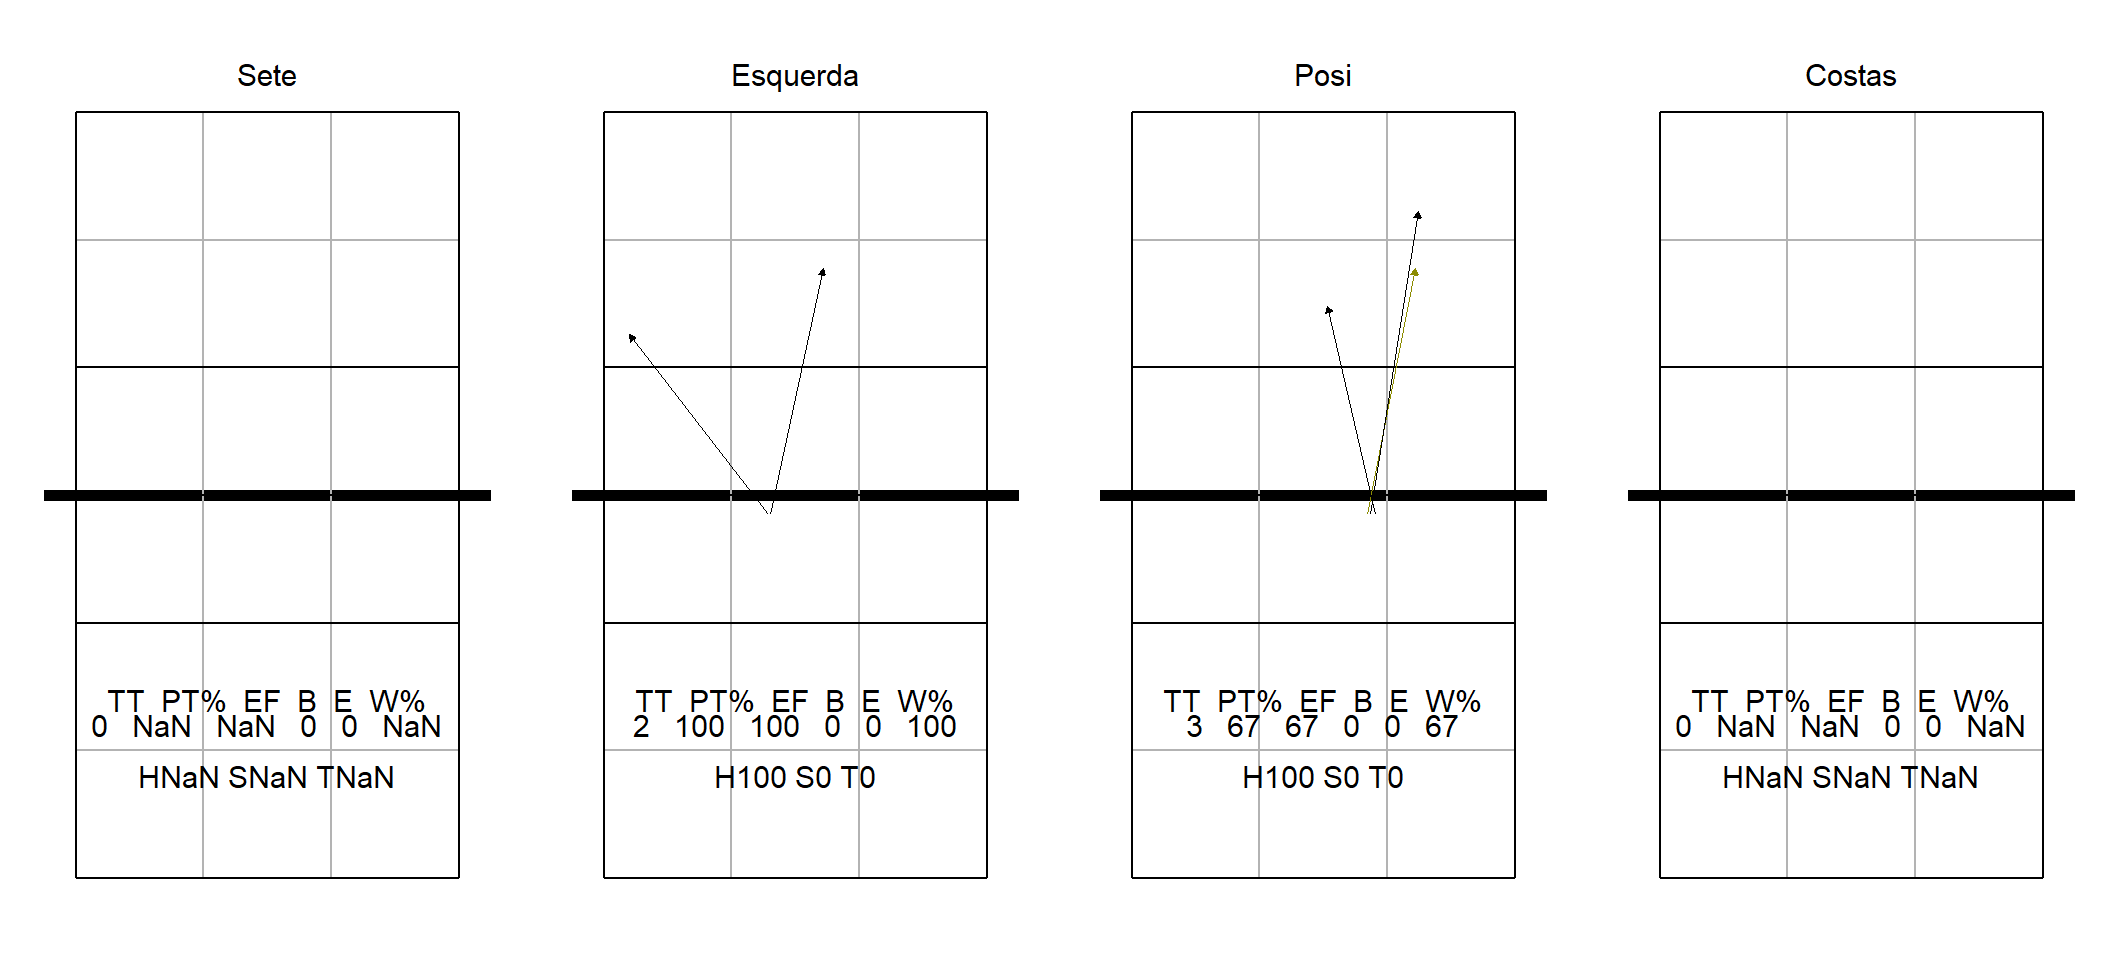 Sete
TT PT% EF B E W%
0 NaN NaN 0 0 NaN
HNaN SNaN TNaN
Esquerda
TT PT% EF B E W%
2 100 100 0 0 100
H100 S0 T0
Posi
TT PT% EF B E W%
3 67 67 0 0 67
H100 S0 T0
Costas
TT PT% EF B E W%
0 NaN NaN 0 0 NaN
HNaN SNaN TNaN